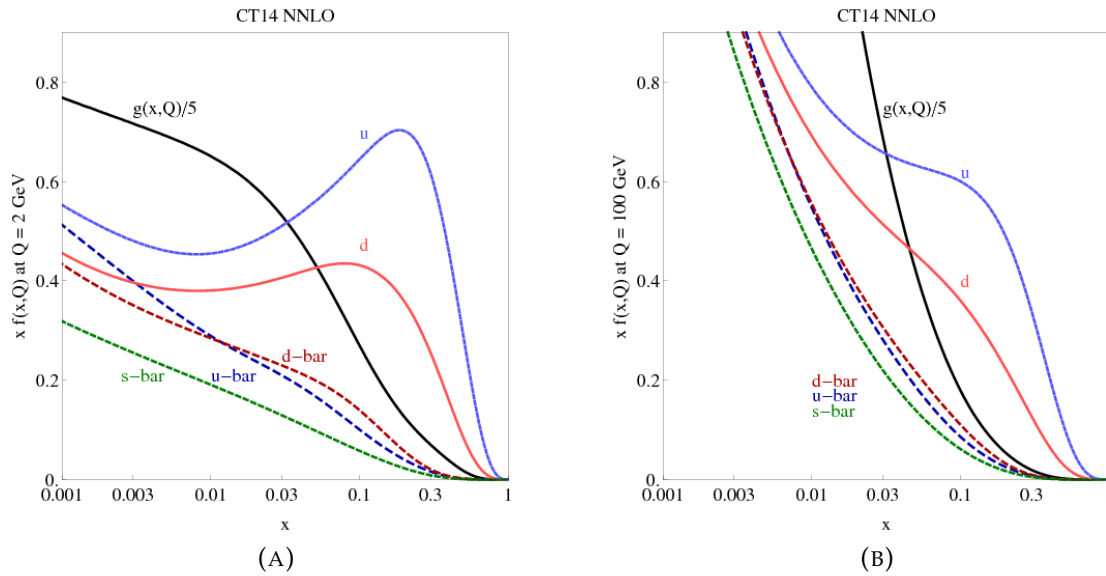 CT14 NNLO
x f(x,Q) at Q = 2 GeV
0.8
0.6
0.4
0.2
0.
g(x,Q)/5
u
d
d−bar
s−bar
u−bar
0.001 0.003 0.01 0.03 0.1 0.3 1
x
(A)
CT14 NNLO
x f(x,Q) at Q = 100 GeV
0.8
0.6
0.4
0.2
0.
g(x,Q)/5
u
d
d−bar
u−bar
s−bar
0.001 0.003 0.01 0.03 0.1 0.3
x
(B)